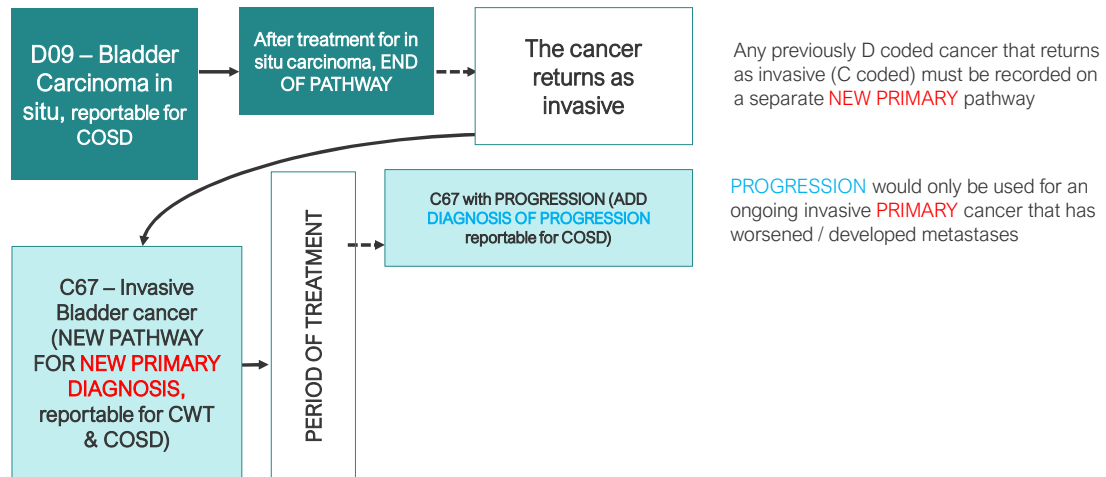 D09 – Bladder
Carcinoma in
situ, reportable for
COSD
After treatment for in
situ carcinoma, END
OF PATHWAY
The cancer
returns as
invasive
Any previously D coded cancer that returns
as invasive (C coded) must be recorded on
a separate NEW PRIMARY pathway
C67 with PROGRESSION (ADD
DIAGNOSIS OF PROGRESSION
reportable for COSD)
PROGRESSION would only be used for an
ongoing invasive PRIMARY cancer that has
worsened / developed metastases
C67 – Invasive
Bladder cancer
(NEW PATHWAY
FOR NEW PRIMARY
DIAGNOSIS,
reportable for CWT
& COSD)
PERIOD OF TREATMENT